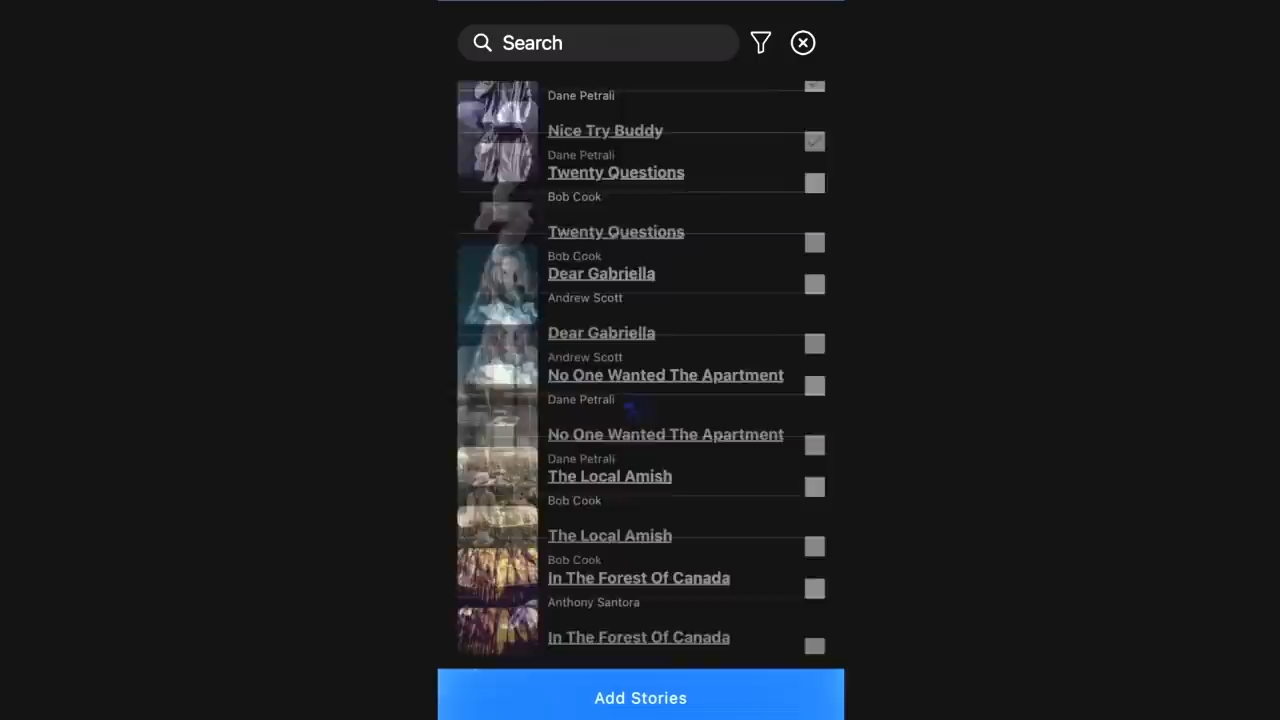 Search
Dane Petrali
Nice Try Buddy
Dane Petrali
Twenty Questions
Bob Cook
Twenty Questions
Bob Cook
Dear Gabriella
Andrew Scott
Dear Gabriella
Andrew Scott
No One Wanted The Apartment
Dane Petrali
No One Wanted The Apartment
Dane Petrali
The Local Amish
Bob Cook
The Local Amish
Bob Cook
In The Forest Of Canada
Anthony Santora
In The Forest Of Canada
Add Stories